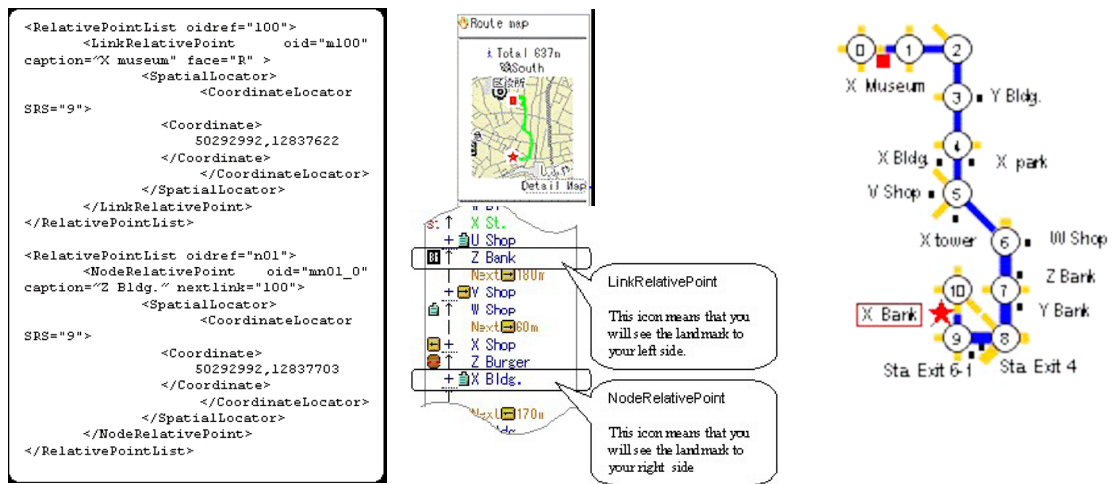 <RelativePointList oidref="100">
<LinkRelativePoint oid="ml00"
caption="X museum" face="R" >
<SpatialLocator>
<CoordinateLocator
SRS="9">
<Coordinate>
50292992,12837622
</Coordinate>
</CoordinateLocator>
</SpatialLocator>
</LinkRelativePoint>
</RelativePointList>
<RelativePointList oidref="n01">
<NodeRelativePoint oid="mn01_0"
caption="Z Bldg." nextlink="100">
<SpatialLocator>
<CoordinateLocator
SRS="9">
<Coordinate>
50292992,12837703
</Coordinate>
</CoordinateLocator>
</SpatialLocator>
</NodeRelativePoint>
</RelativePointList>
Route map
Total 637m
South
区役所
Detail Map
St ↑ X St.
+ U Shop
↑ Z Bank
Next 180m
+ V Shop
↑ W Shop
Next 60m
+ X Shop
↑ Z Burger
+ X Bldg.
Next 170m
LinkRelativePoint
This icon means that you
will see the landmark to
your left side.
NodeRelativePoint
This icon means that you
will see the landmark to
your right side
0 1 2
X Museum
3 Y Bldg.
4
X Bldg. X park
V Shop 5
X tower 6 W Shop
Z Bank
10 7
X Bank Y Bank
9 8
Sta. Exit 6-1 Sta. Exit 4